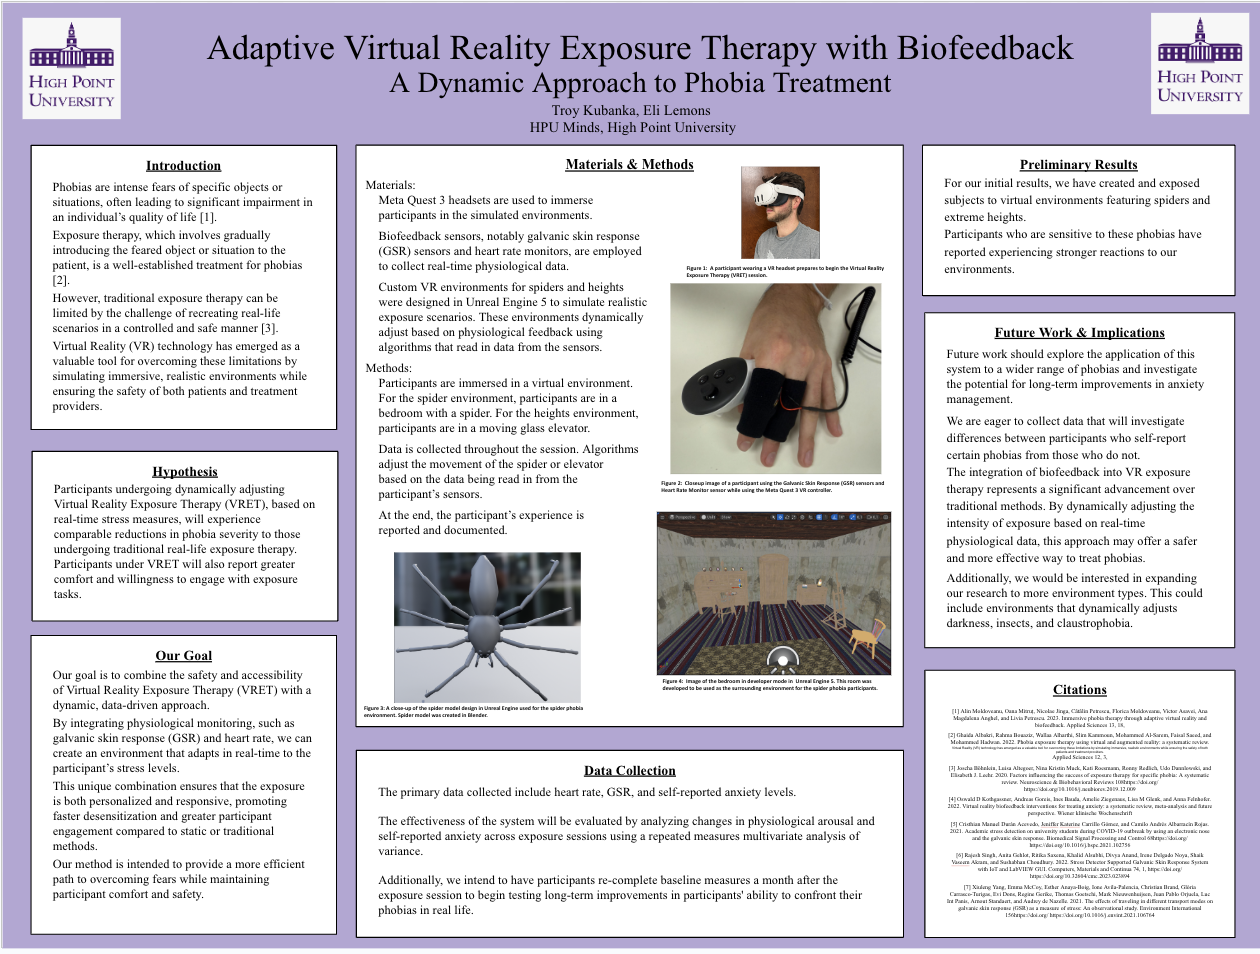 HIGH POINT
UNIVERSITY
Adaptive Virtual Reality Exposure Therapy with Biofeedback
A Dynamic Approach to Phobia Treatment
Troy Kubanka, Eli Lemons
HPU Minds, High Point University
HIGH POINT
UNIVERSITY
Introduction
Phobias are intense fears of specific objects or
situations, often leading to significant impairment in
an individual's quality of life [1].
Exposure therapy, which involves gradually
introducing the feared object or situation to the
patient, is a well-established treatment for phobias
[2].
However, traditional exposure therapy can be
limited by the challenge of recreating real-life
scenarios in a controlled and safe manner [3].
Virtual Reality (VR) technology has emerged as a
valuable tool for overcoming these limitations by
simulating immersive, realistic environments while
ensuring the safety of both patients and treatment
providers.
Hypothesis
Participants undergoing dynamically adjusting
Virtual Reality Exposure Therapy (VRET), based on
real-time stress measures, will experience
comparable reductions in phobia severity to those
undergoing traditional real-life exposure therapy.
Participants under VRET will also report greater
comfort and willingness to engage with exposure
tasks.
Our Goal
Our goal is to combine the safety and accessibility
of Virtual Reality Exposure Therapy (VRET) with a
dynamic, data-driven approach.
By integrating physiological monitoring, such as
galvanic skin response (GSR) and heart rate, we can
create an environment that adapts in real-time to the
participant's stress levels.
This unique combination ensures that the exposure
is both personalized and responsive, promoting
faster desensitization and greater participant
engagement compared to static or traditional
methods.
Our method is intended to provide a more efficient
path to overcoming fears while maintaining
participant comfort and safety.
Materials & Methods
Materials:
Meta Quest 3 headsets are used to immerse
participants in the simulated environments.
Biofeedback sensors, notably galvanic skin response
(GSR) sensors and heart rate monitors, are employed
to collect real-time physiological data.
Custom VR environments for spiders and heights
were designed in Unreal Engine 5 to simulate realistic
exposure scenarios. These environments dynamically
adjust based on physiological feedback using
algorithms that read in data from the sensors.
Methods:
Participants are immersed in a virtual environment.
For the spider environment, participants are in a
bedroom with a spider. For the heights environment,
participants are in a moving glass elevator.
Data is collected throughout the session. Algorithms
adjust the movement of the spider or elevator
based on the data being read in from the
participant's sensors.
At the end, the participant's experience is
reported and documented.
Figure 1: A participant wearing a VR headset prepares to begin the Virtual Reality
Exposure Therapy (VRET) session.
Figure 2: Closeup image of a participant using the Galvanic Skin Response (GSR) sensors and
Heart Rate Monitor sensor while using the Meta Quest 3 VR controller.
Figure 3: A close-up of the spider model design in Unreal Engine used for the spider phobia
environment. Spider model was created in Blender.
Perspective
Figure 4: Image of the bedroom in developer mode in Unreal Engine 5. This room was
developed to be used as the surrounding environment for the spider phobia participants.
Data Collection
The primary data collected include heart rate, GSR, and self-reported anxiety levels.
The effectiveness of the system will be evaluated by analyzing changes in physiological arousal and
self-reported anxiety across exposure sessions using a repeated measures multivariate analysis of
variance.
Additionally, we intend to have participants re-complete baseline measures a month after the
exposure session to begin testing long-term improvements in participants' ability to confront their
phobias in real life.
Preliminary Results
For our initial results, we have created and exposed
subjects to virtual environments featuring spiders and
extreme heights.
Participants who are sensitive to these phobias have
reported experiencing stronger reactions to our
environments.
Future Work & Implications
Future work should explore the application of this
system to a wider range of phobias and investigate
the potential for long-term improvements in anxiety
management.
We are eager to collect data that will investigate
differences between participants who self-report
certain phobias from those who do not.
The integration of biofeedback into VR exposure
therapy represents a significant advancement over
traditional methods. By dynamically adjusting the
intensity of exposure based on real-time
physiological data, this approach may offer a safer
and more effective way to treat phobias.
Additionally, we would be interested in expanding
our research to more environment types. This could
include environments that dynamically adjusts
darkness, insects, and claustrophobia.
Citations
[1] Alin Moldoveanu, Oana Mitruț, Nicolae Jinga, Cătălin Petrescu, Florica Moldoveanu, Victor Asavei, Ana
Magdalena Anghel, and Livia Petrescu. 2023. Immersive phobia therapy through adaptive virtual reality and
biofeedback. Applied Sciences 13, 18,
[2] Ghaida Albakri, Rahma Bouaziz, Wallaa Alharthi, Slim Kammoun, Mohammed Al-Sarem, Faisal Saeed, and
Mohammed Hadwan. 2022. Phobia exposure therapy using virtual and augmented reality: a systematic review.
Virtual Reality (VR) technology has emerged as a valuable tool for overcoming these limitations by simulating immersive, realistic environments while ensuring the safety of both
patients and treatment providers.
Applied Sciences 12, 3,
[3] Joscha Böhnlein, Luisa Altegoer, Nina Kristin Muck, Kati Roesmann, Ronny Redlich, Udo Dannlowski, and
Elisabeth J. Leehr. 2020. Factors influencing the success of exposure therapy for specific phobia: A systematic
review. Neuroscience & Biobehavioral Reviews 108https://doi.org/
https://doi.org/10.1016/j.neubiorev.2019.12.009
[4] Oswald D Kothgassner, Andreas Goreis, Ines Bauda, Amelie Ziegenaus, Lisa M Glenk, and Anna Felnhofer.
2022. Virtual reality biofeedback interventions for treating anxiety: a systematic review, meta-analysis and future
perspective. Wiener klinische Wochenschrift
[5] Cristhian Manuel Durán Acevedo, Jeniffer Katerine Carrillo Gómez, and Camilo Andrés Albarracín Rojas.
2021. Academic stress detection on university students during COVID-19 outbreak by using an electronic nose
and the galvanic skin response. Biomedical Signal Processing and Control 68https://doi.org/
https://doi.org/10.1016/j.bspc.2021.102756
[6] Rajesh Singh, Anita Gehlot, Ritika Saxena, Khalid Alsubhi, Divya Anand, Irene Delgado Noya, Shaik
Vaseem Akram, and Sushabhan Choudhury. 2022. Stress Detector Supported Galvanic Skin Response System
with IoT and LabVIEW GUI. Computers, Materials and Continua 74, 1, https://doi.org/
https://doi.org/10.32604/cmc.2023.023894
[7] Xiuleng Yang, Emma McCoy, Esther Anaya-Boig, Ione Avila-Palencia, Christian Brand, Glòria
Carrasco-Turigas, Evi Dons, Regine Gerike, Thomas Goetschi, Mark Nieuwenhuijsen, Juan Pablo Orjuela, Luc
Int Panis, Arnout Standaert, and Audrey de Nazelle. 2021. The effects of traveling in different transport modes on
galvanic skin response (GSR) as a measure of stress: An observational study. Environment International
156https://doi.org/ https://doi.org/10.1016/j.envint.2021.106764